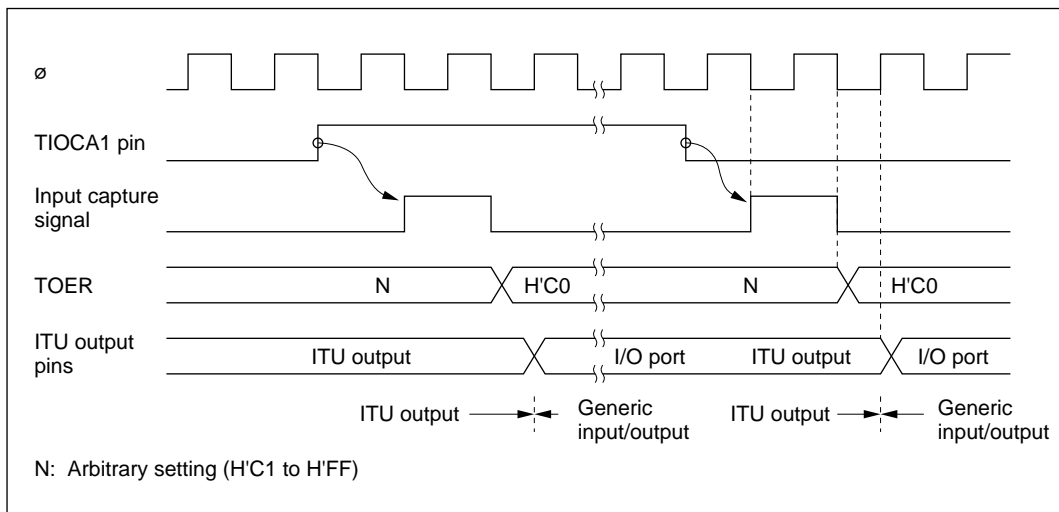 ø
TIOCA1 pin
Input capture
signal
TOER
N
H'C0
N
H'C0
ITU output
pins
ITU output
I/O port
ITU output
I/O port
ITU output
Generic
input/output
ITU output
Generic
input/output
N: Arbitrary setting (H'C1 to H'FF)